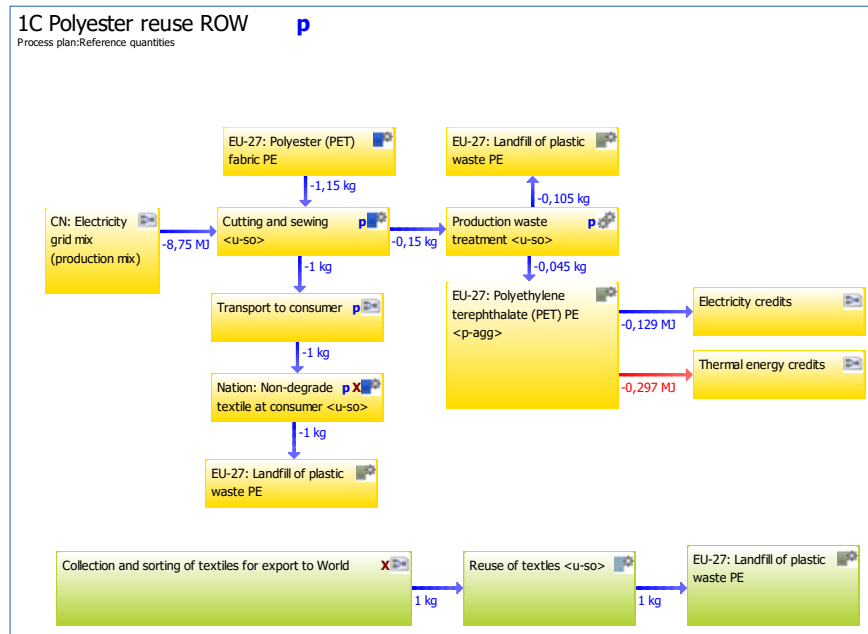 1C Polyester reuse ROW p
Process plan:Reference quantities
EU-27: Polyester (PET)
fabric PE
EU-27: Landfill of plastic
waste PE
-1,15 kg
-0,105 kg
CN: Electricity
grid mix
(production mix)
-8,75 MJ
Cutting and sewing
<u-so>
p
-0,15 kg
Production waste
treatment <u-so>
p
-1 kg
-0,045 kg
Transport to consumer
p
EU-27: Polyethylene
terephthalate (PET) PE
<p-agg>
-0,129 MJ
Electricity credits
-1 kg
Nation: Non-degrade
textile at consumer <u-so>
p X
-0,297 MJ
Thermal energy credits
-1 kg
EU-27: Landfill of plastic
waste PE
Collection and sorting of textiles for export to World
X
1 kg
Reuse of textles <u-so>
1 kg
EU-27: Landfill of plastic
waste PE